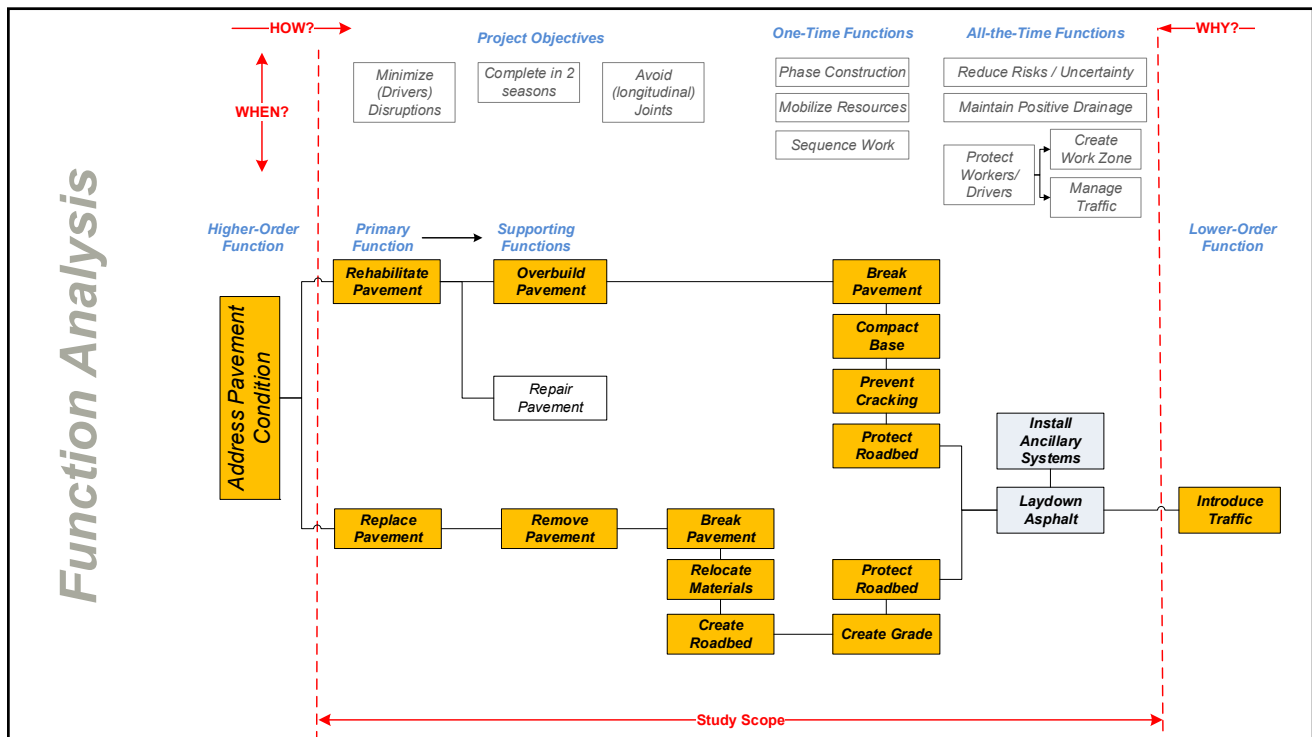 HOW?
WHY?
WHEN?
Project Objectives
Minimize
(Drivers)
Disruptions
Complete in 2
seasons
Avoid
(longitudinal)
Joints
One-Time Functions
Phase Construction
Mobilize Resources
Sequence Work
All-the-Time Functions
Reduce Risks / Uncertainty
Maintain Positive Drainage
Protect
Workers/
Drivers
Create
Work Zone
Manage
Traffic
Function Analysis
Higher-Order
Function
Primary
Function
Supporting
Functions
Lower-Order
Function
Address Pavement
Condition
Rehabilitate
Pavement
Overbuild
Pavement
Break
Pavement
Compact
Base
Repair
Pavement
Prevent
Cracking
Protect
Roadbed
Install
Ancillary
Systems
Laydown
Asphalt
Introduce
Traffic
Replace
Pavement
Remove
Pavement
Break
Pavement
Relocate
Materials
Create
Roadbed
Protect
Roadbed
Create Grade
Study Scope